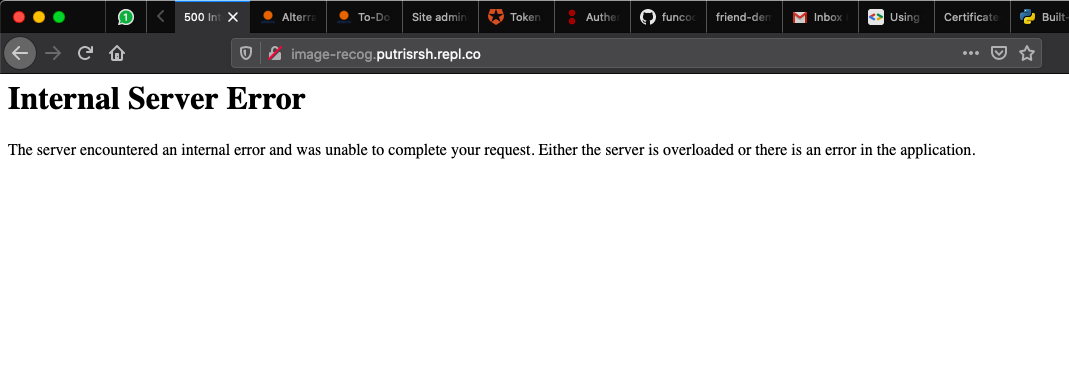 1
500 Int
Alterra
To-Do
Site admin
Token
Authen
funcoc
friend-dem
Inbox
Using
Certificate
Built-
image-recog.putrisrsh.repl.co
Internal Server Error
The server encountered an internal error and was unable to complete your request. Either the server is overloaded or there is an error in the application.